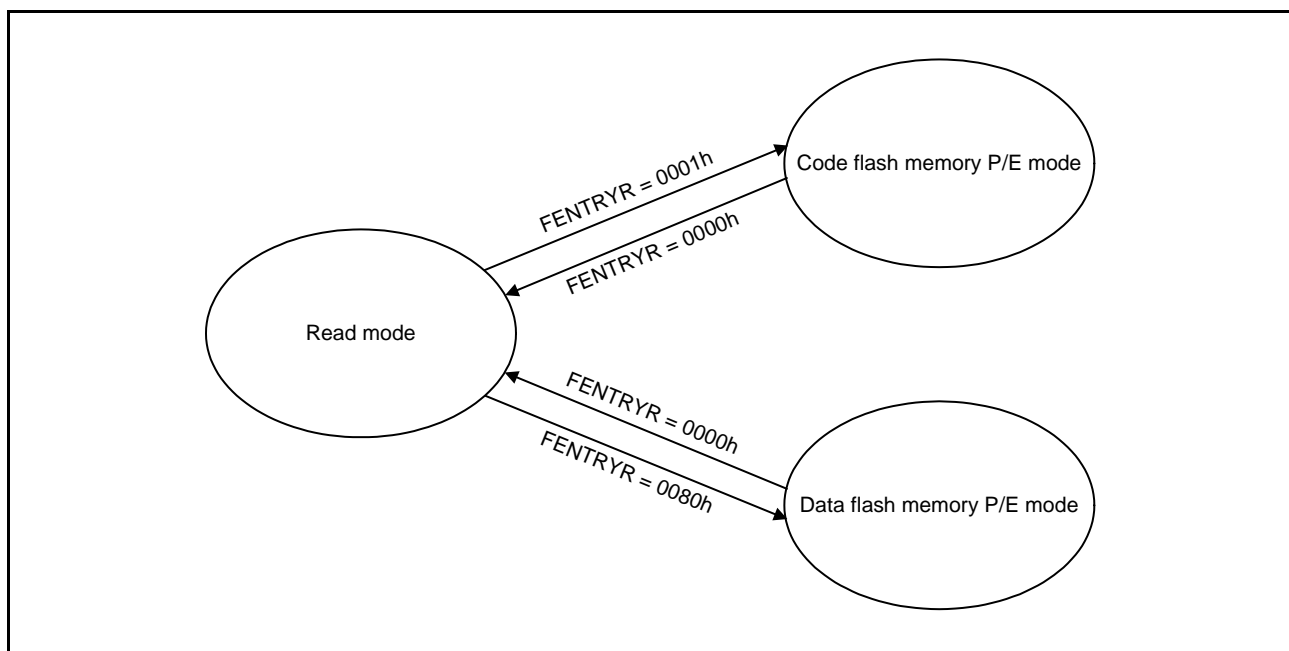 Code flash memory P/E mode
FENTRYR = 0001h
FENTRYR = 0000h
Read mode
FENTRYR = 0000h
FENTRYR = 0080h
Data flash memory P/E mode